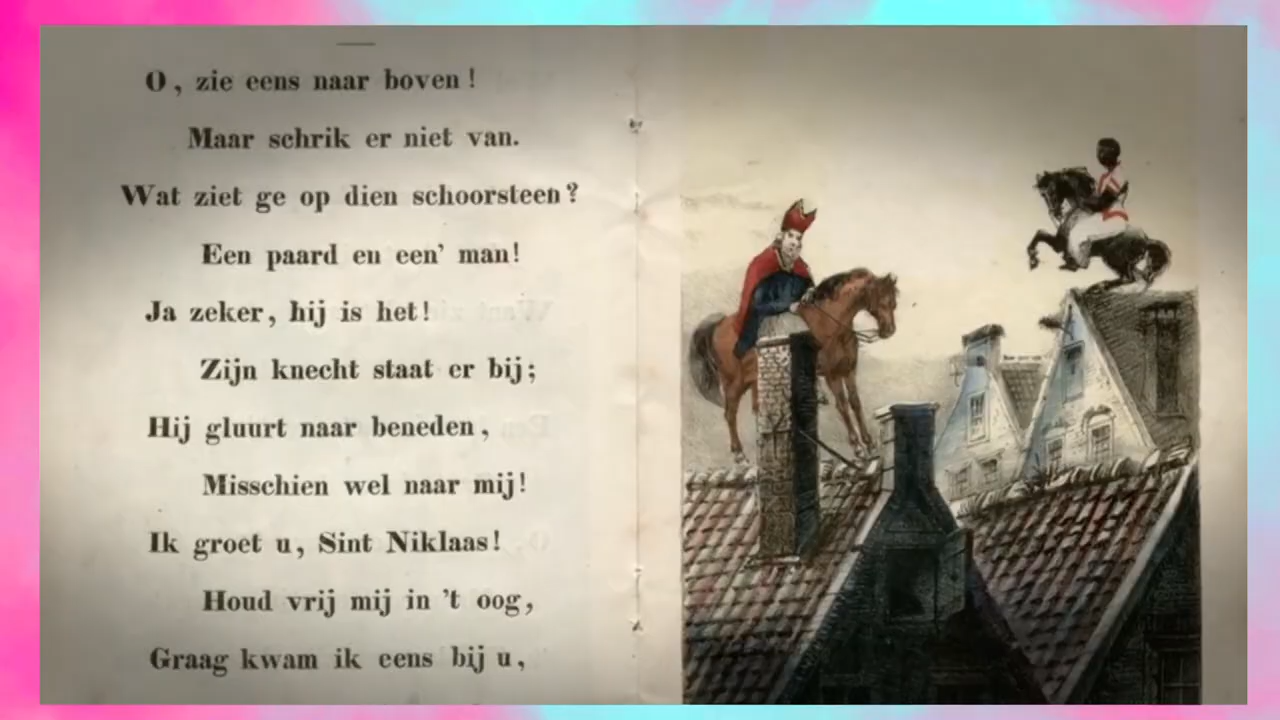 O, zie eens naar boven!
Maar schrik er niet van.
Wat ziet ge op dien schoorsteen?
Een paard en een' man!
Ja zeker, hij is het!
Zijn knecht staat er bij;
Hij gluurt naar beneden,
Misschien wel naar mij!
Ik groet u, Sint Niklaas!
Houd vrij mij in 't oog,
Graag kwam ik eens bij u,